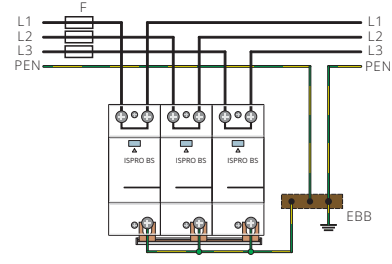 F
L1 L1
L2 L2
L3 L3
PEN PEN
ISPRO BS ISPRO BS ISPRO BS
EBB